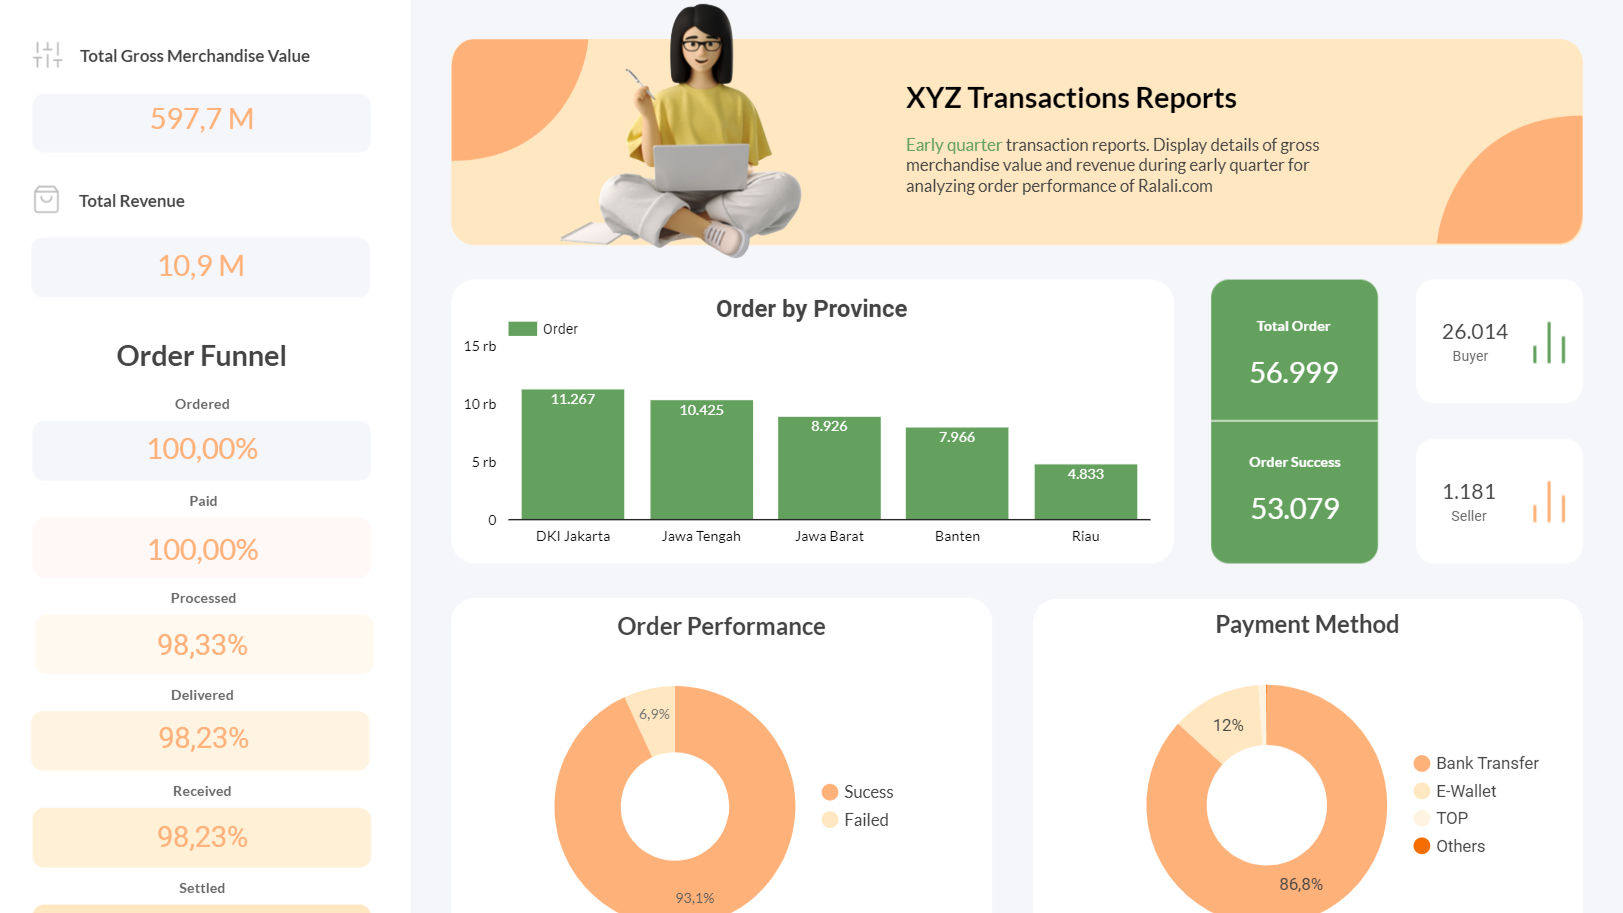 Total Gross Merchandise Value
597,7 M
Total Revenue
10,9 M
Order Funnel
Ordered
100,00%
Paid
100,00%
Processed
98,33%
Delivered
98,23%
Received
98,23%
Settled
XYZ Transactions Reports
Early quarter transaction reports. Display details of gross
merchandise value and revenue during early quarter for
analyzing order performance of Ralali.com
Order by Province
Order
15 rb
10 rb
5 rb
0
11.267
10.425
8.926
7.966
4.833
DKI Jakarta
Jawa Tengah
Jawa Barat
Banten
Riau
Total Order
56.999
Order Success
53.079
26.014
Buyer
1.181
Seller
Order Performance
6,9%
93,1%
Sucess
Failed
Payment Method
12%
86,8%
Bank Transfer
E-Wallet
TOP
Others